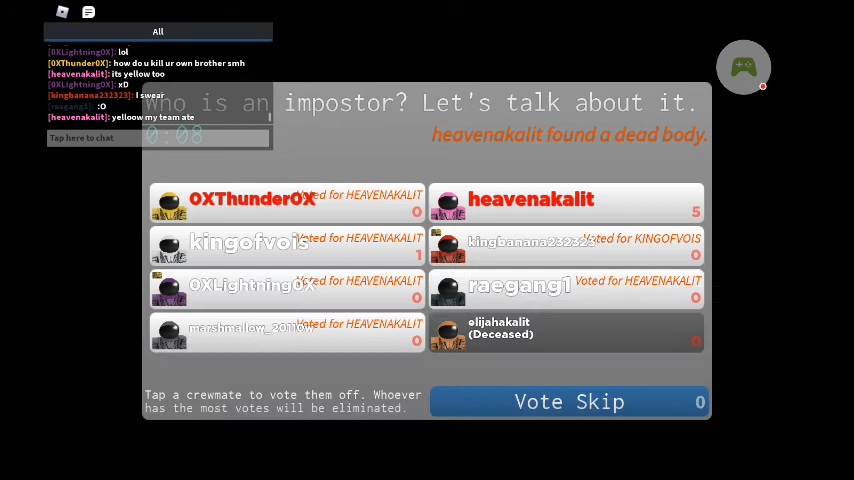 All
[0XLightning0X]: lol
[0XThunder0X]: how do u kill ur own brother smh
[heavenakalit]: its yellow too
[0XLightning0X]: xD
[kingbanana232323]: I swear
[raegang1]: :O
[heavenakalit]: yelloow my team ate
Tap here to chat
Who is an impostor? Let's talk about it.
0:08
heavenakalit found a dead body.
0XThunder0X Voted for HEAVENAKALIT 0
heavenakalit 5
kingofvois Voted for HEAVENAKALIT 1
kingbanana232323 Voted for KINGOFVOIS 0
0XLightning0X Voted for HEAVENAKALIT 0
raegang1 Voted for HEAVENAKALIT 0
marshmallow_20110w Voted for HEAVENAKALIT 0
elijahakalit
(Deceased) 0
Tap a crewmate to vote them off. Whoever
has the most votes will be eliminated.
Vote Skip 0